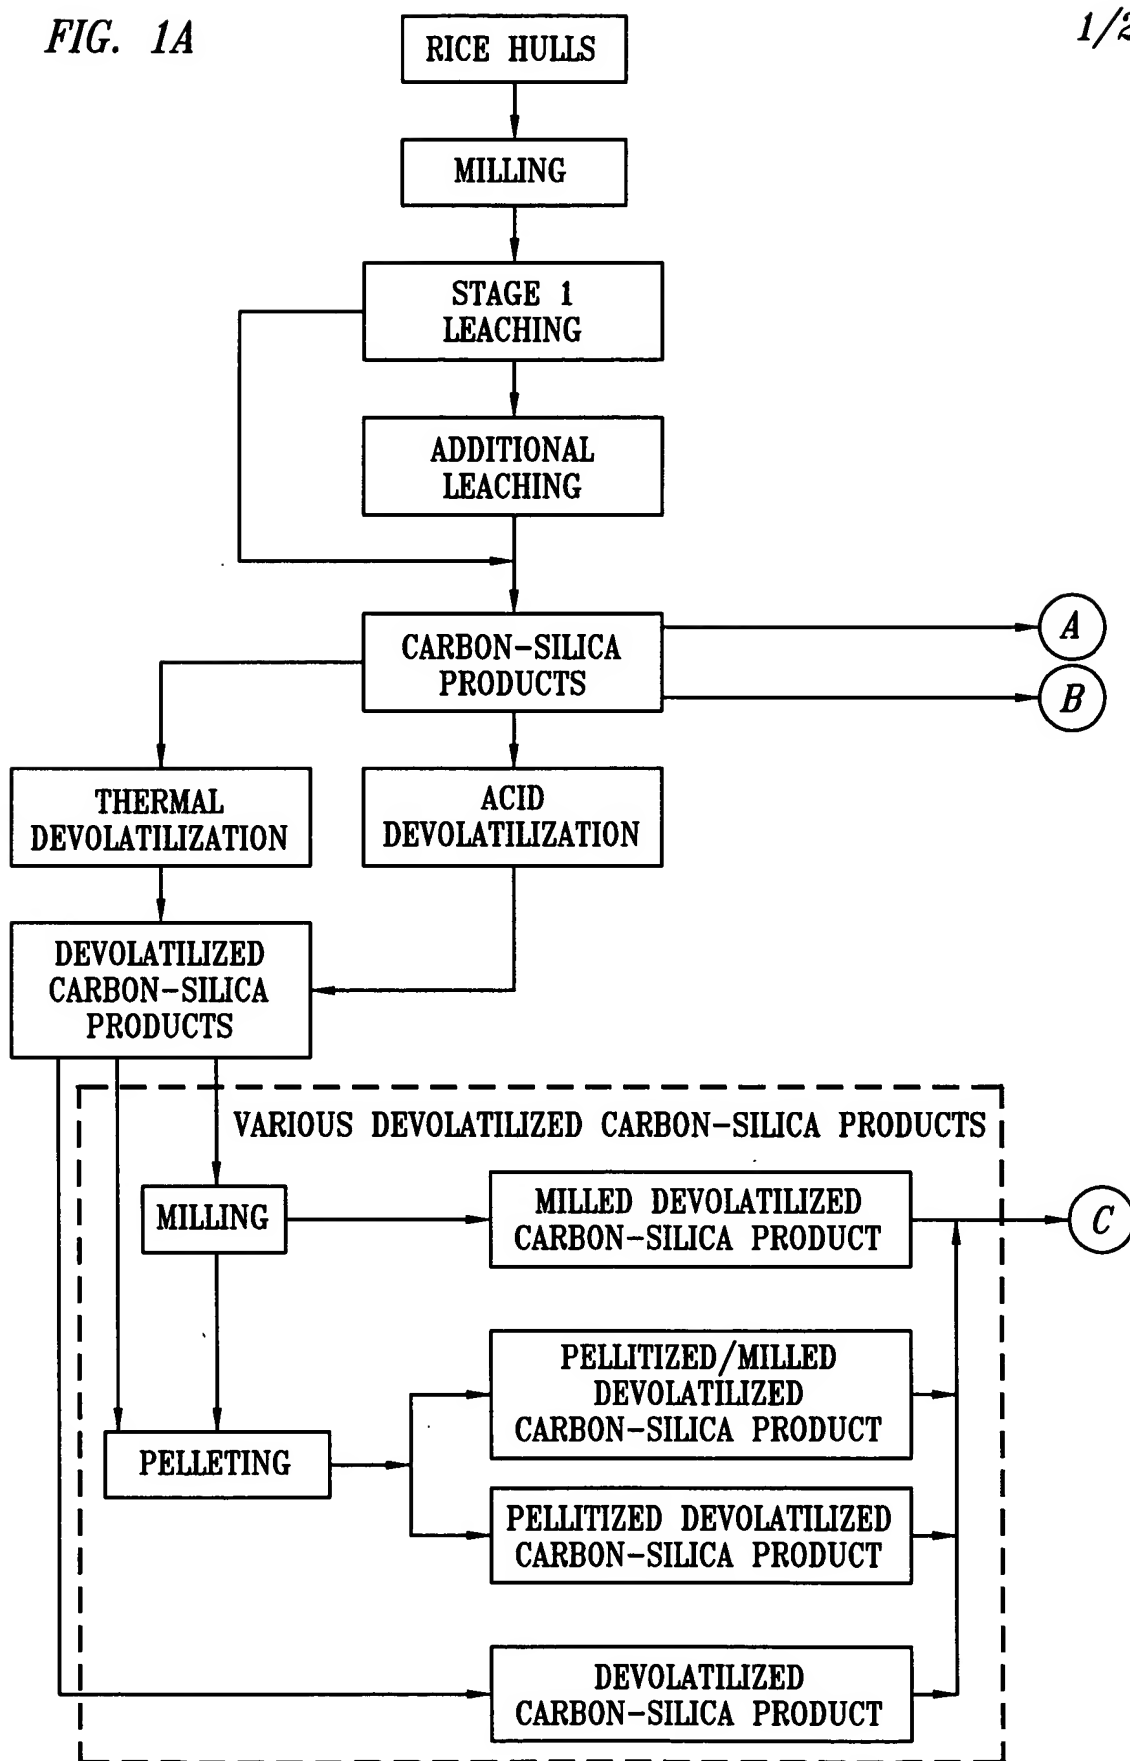 FIG. 1A
1/2
RICE HULLS
MILLING
STAGE 1
LEACHING
ADDITIONAL
LEACHING
CARBON-SILICA
PRODUCTS
A
B
THERMAL
DEVOLATILIZATION
ACID
DEVOLATILIZATION
DEVOLATILIZED
CARBON-SILICA
PRODUCTS
VARIOUS DEVOLATILIZED CARBON-SILICA PRODUCTS
MILLING
MILLED DEVOLATILIZED
CARBON-SILICA PRODUCT
C
PELLITIZED/MILLED
DEVOLATILIZED
CARBON-SILICA PRODUCT
PELLETING
PELLITIZED DEVOLATILIZED
CARBON-SILICA PRODUCT
DEVOLATILIZED
CARBON-SILICA PRODUCT